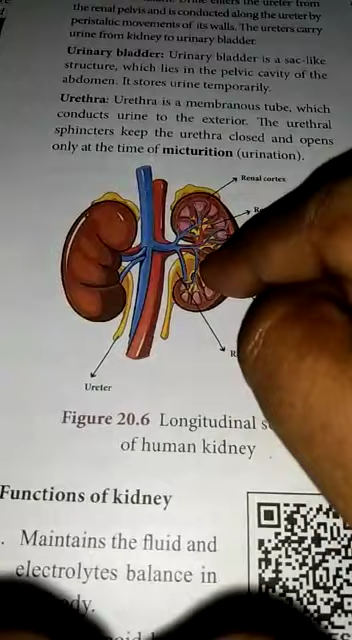 the renal pelvis and is conducted along the ureter by
peristaltic movements of its walls. The ureters carry
urine from kidney to urinary bladder.
Urinary bladder: Urinary bladder is a sac-like
structure, which lies in the pelvic cavity of the
abdomen. It stores urine temporarily.
Urethra: Urethra is a membranous tube, which
conducts urine to the exterior. The urethral
sphincters keep the urethra closed and opens
only at the time of micturition (urination).
Renal cortex
Ureter
Figure 20.6 Longitudinal
of human kidney
Functions of kidney
Maintains the fluid and
electrolytes balance in